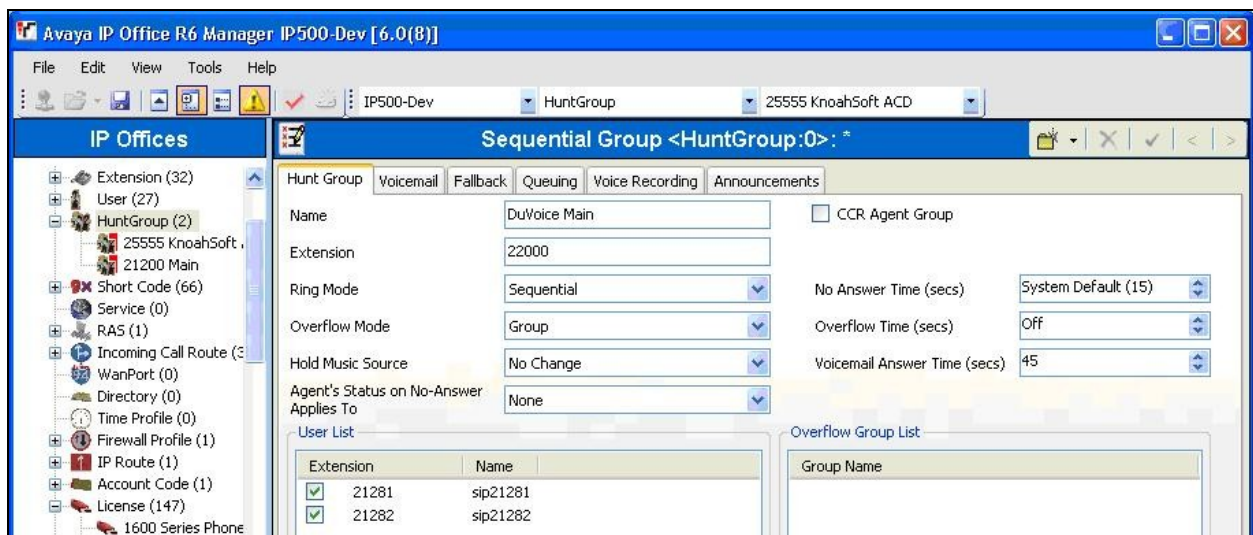 Avaya IP Office R6 Manager IP500-Dev [6.0(8)]
File Edit View Tools Help
IP500-Dev HuntGroup 25555 KnoahSoft ACD
IP Offices
Extension (32)
User (27)
HuntGroup (2)
25555 KnoahSoft
21200 Main
Short Code (66)
Service (0)
RAS (1)
Incoming Call Route (3
WanPort (0)
Directory (0)
Time Profile (0)
Firewall Profile (1)
IP Route (1)
Account Code (1)
License (147)
1600 Series Phone
Sequential Group <HuntGroup:0>: *
Hunt Group Voicemail Fallback Queuing Voice Recording Announcements
Name DuVoice Main CCR Agent Group
Extension 22000
Ring Mode Sequential No Answer Time (secs) System Default (15)
Overflow Mode Group Overflow Time (secs) Off
Hold Music Source No Change Voicemail Answer Time (secs) 45
Agent's Status on No-Answer
Applies To None
User List
Extension Name
21281 sip21281
21282 sip21282
Overflow Group List
Group Name